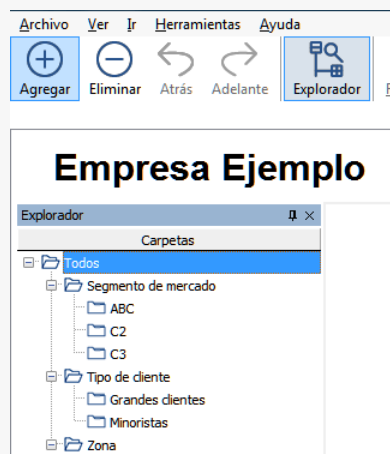 Archivo Ver Ir Herramientas Ayuda
Agregar Eliminar Atrás Adelante Explorador
Empresa Ejemplo
Explorador
Carpetas
Todos
Segmento de mercado
ABC
C2
C3
Tipo de cliente
Grandes clientes
Minoristas
Zona